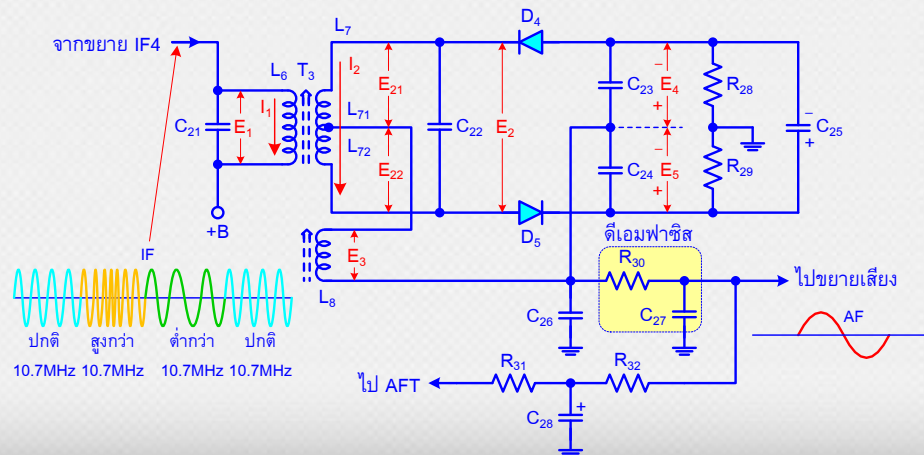 จากขยาย IF4
L7
D4
L6 T3
I2
I1
E1
E21
L71
L72
E22
C21
C22
E2
C23
− E4 +
R28
− C25 +
C24
− E5 +
R29
+B
D5
ดีเอมฟาซิส
IF
E3
L8
R30
ไปขยายเสียง
C26
C27
AF
ปกติ สูงกว่า ต่ำกว่า ปกติ
10.7MHz 10.7MHz 10.7MHz 10.7MHz
ไป AFT
R31
R32
C28 +